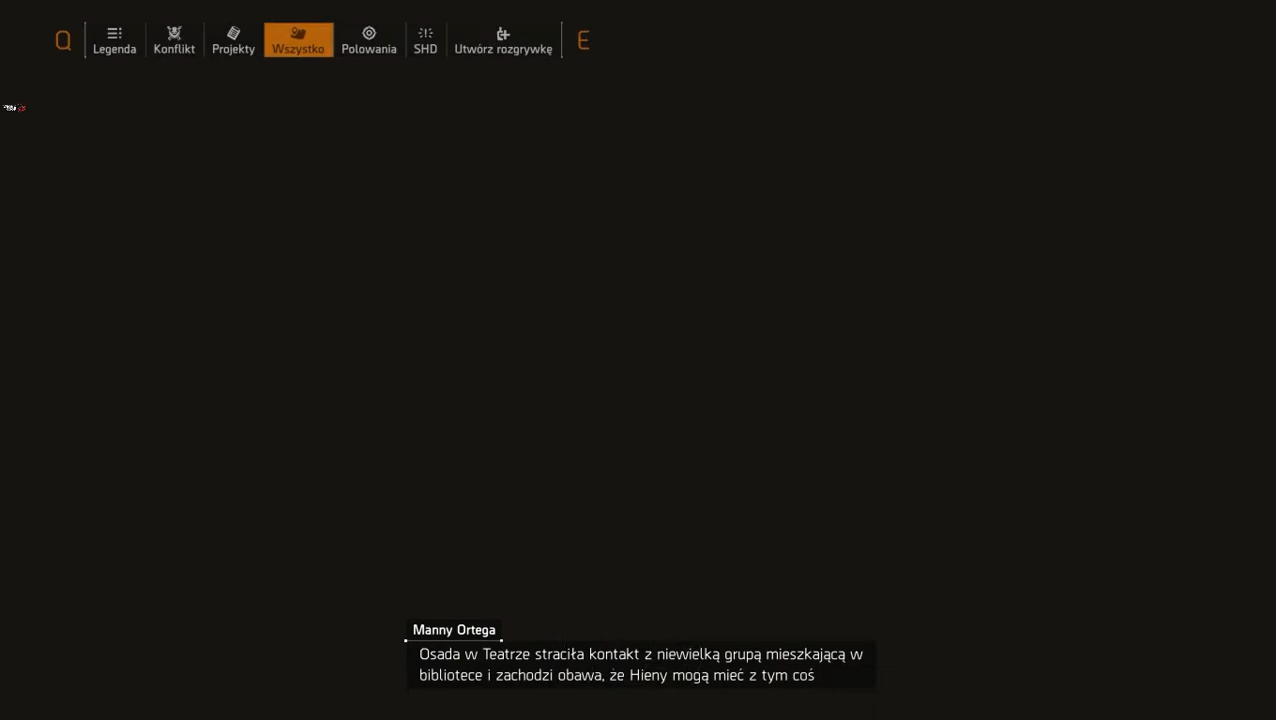 Q
Legenda
Konflikt
Projekty
Wszystko
Polowania
SHD
Utwórz rozgrywkę
E
Manny Ortega
Osada w Teatrze straciła kontakt z niewielką grupą mieszkającą w
bibliotece i zachodzi obawa, że Hieny mogą mieć z tym coś